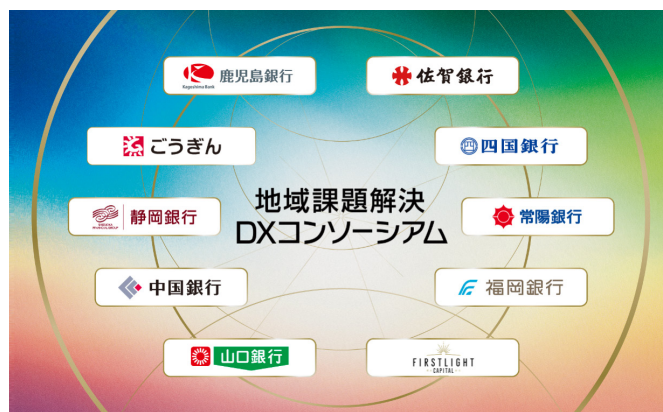 鹿児島銀行
Kagoshima Bank
佐賀銀行
ごうぎん
四国銀行
静岡銀行
地域課題解決
DXコンソーシアム
常陽銀行
中国銀行
福岡銀行
山口銀行
FIRSTLIGHT
CAPITAL